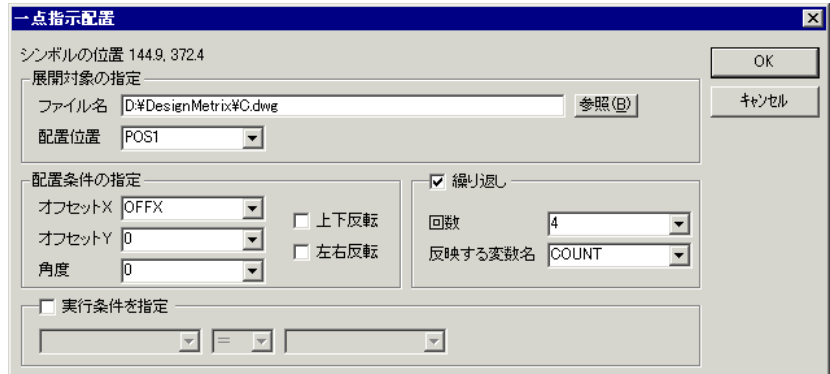 一点指示配置
シンボルの位置 144.9, 372.4
OK
キャンセル
展開対象の指定
ファイル名 D:¥DesignMetrix¥C.dwg 参照(B)
配置位置 POS1
配置条件の指定
オフセットX OFFX
オフセットY 0
角度 0
上下反転
左右反転
繰り返し
回数 4
反映する変数名 COUNT
実行条件を指定
=